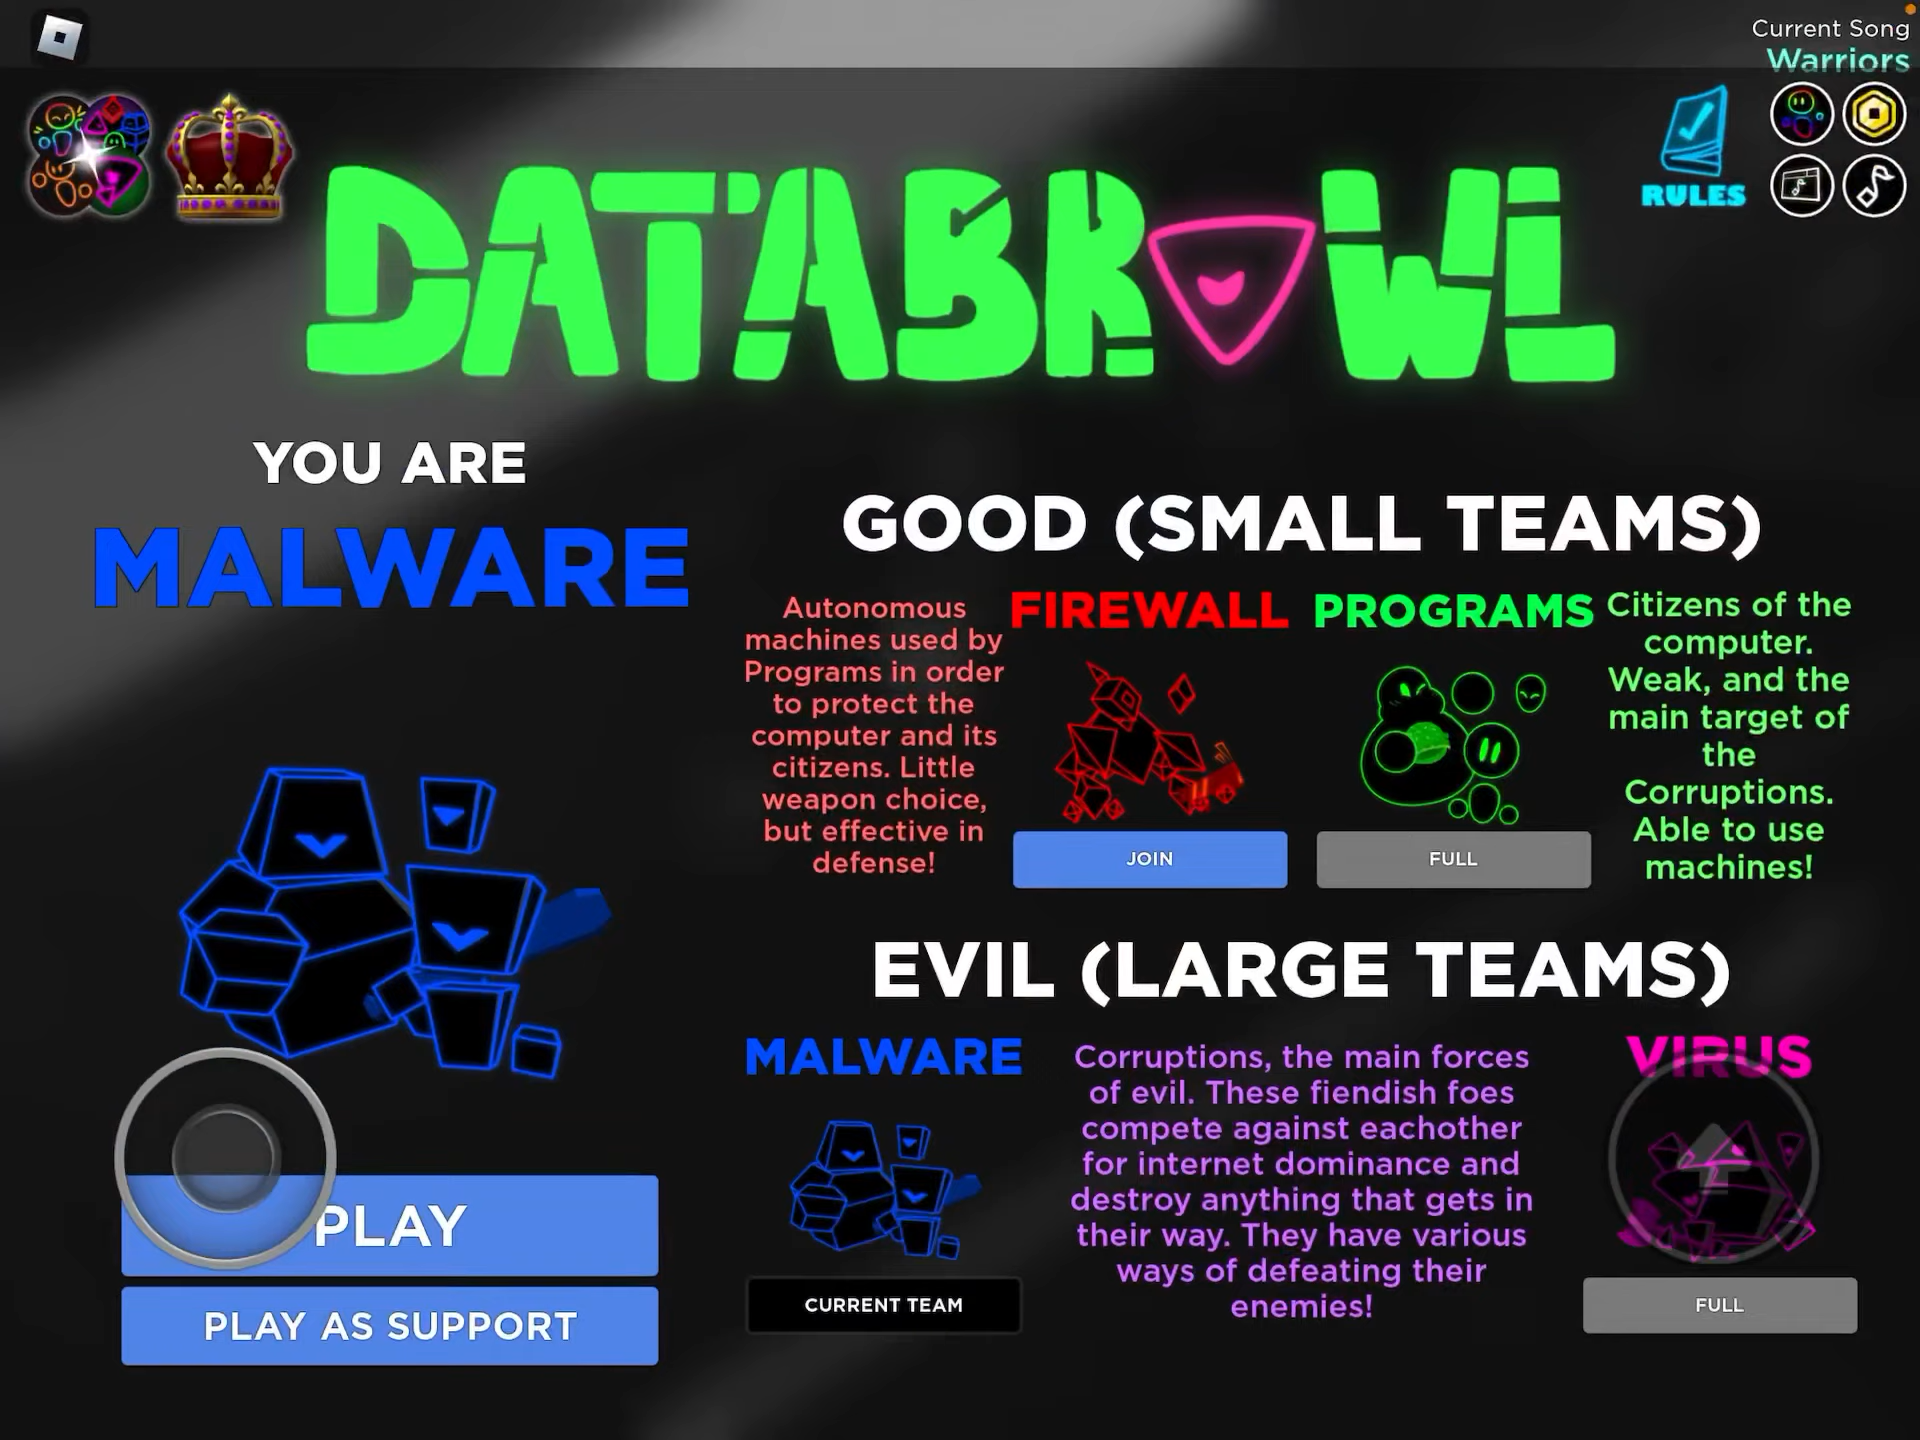 Current Song
Warriors
RULES
DATABROWL
YOU ARE
MALWARE
GOOD (SMALL TEAMS)
Autonomous
machines used by
Programs in order
to protect the
computer and its
citizens. Little
weapon choice,
but effective in
defense!
FIREWALL
JOIN
PROGRAMS
FULL
Citizens of the
computer.
Weak, and the
main target of
the
Corruptions.
Able to use
machines!
EVIL (LARGE TEAMS)
MALWARE
CURRENT TEAM
Corruptions, the main forces
of evil. These fiendish foes
compete against eachother
for internet dominance and
destroy anything that gets in
their way. They have various
ways of defeating their
enemies!
VIRUS
FULL
PLAY
PLAY AS SUPPORT